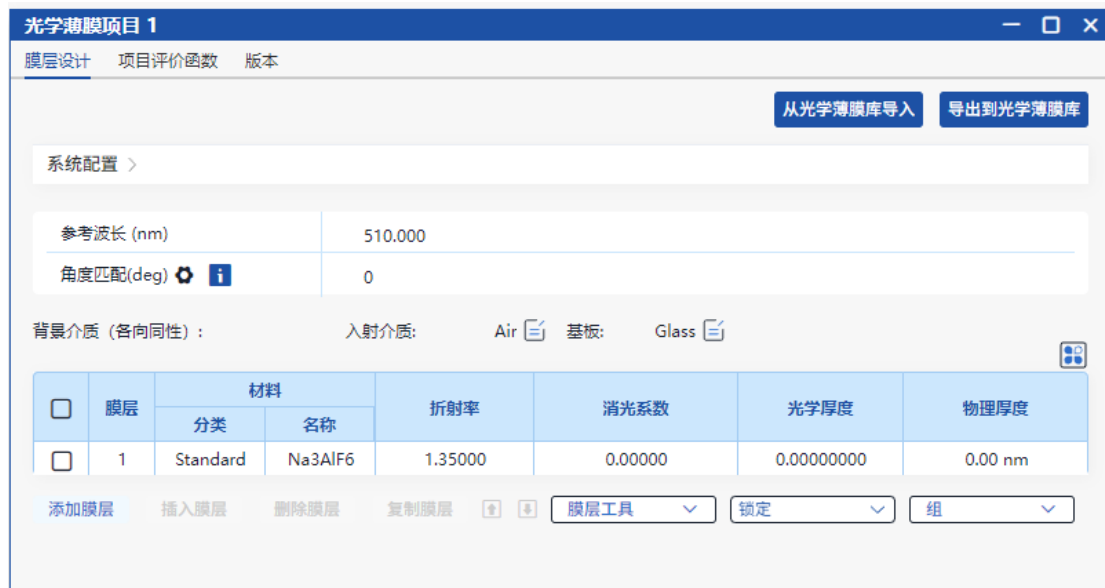 光学薄膜项目 1
膜层设计 项目评价函数 版本
从光学薄膜库导入 导出到光学薄膜库
系统配置
参考波长 (nm) 510.000
角度匹配(deg) i 0
背景介质（各向同性）: 入射介质: Air 基板: Glass
膜层 材料 折射率 消光系数 光学厚度 物理厚度
分类 名称
1 Standard Na3AlF6 1.35000 0.00000 0.00000000 0.00 nm
添加膜层 插入膜层 删除膜层 复制膜层 膜层工具 锁定 组